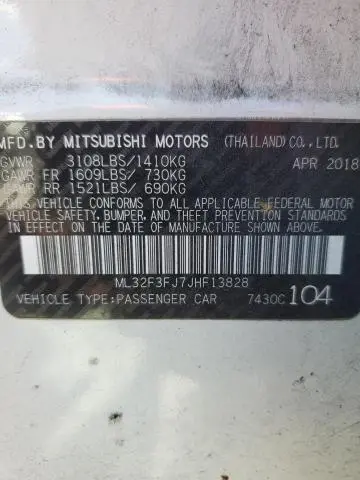 MFD.BY MITSUBISHI MOTORS (THAILAND) CO.,LTD.
GVWR 3108LBS/1410KG APR 2018
GAWR FR 1609LBS/ 730KG
GAWR RR 1521LBS/ 690KG
THIS VEHICLE CONFORMS TO ALL APPLICABLE FEDERAL MOTOR
VEHICLE SAFETY, BUMPER, AND THEFT PREVENTION STANDARDS
IN EFFECT ON THE DATE OF MANUFACTURE SHOWN ABOVE.
ML32F3FJ7JHF13828
VEHICLE TYPE:PASSENGER CAR 7430C 104